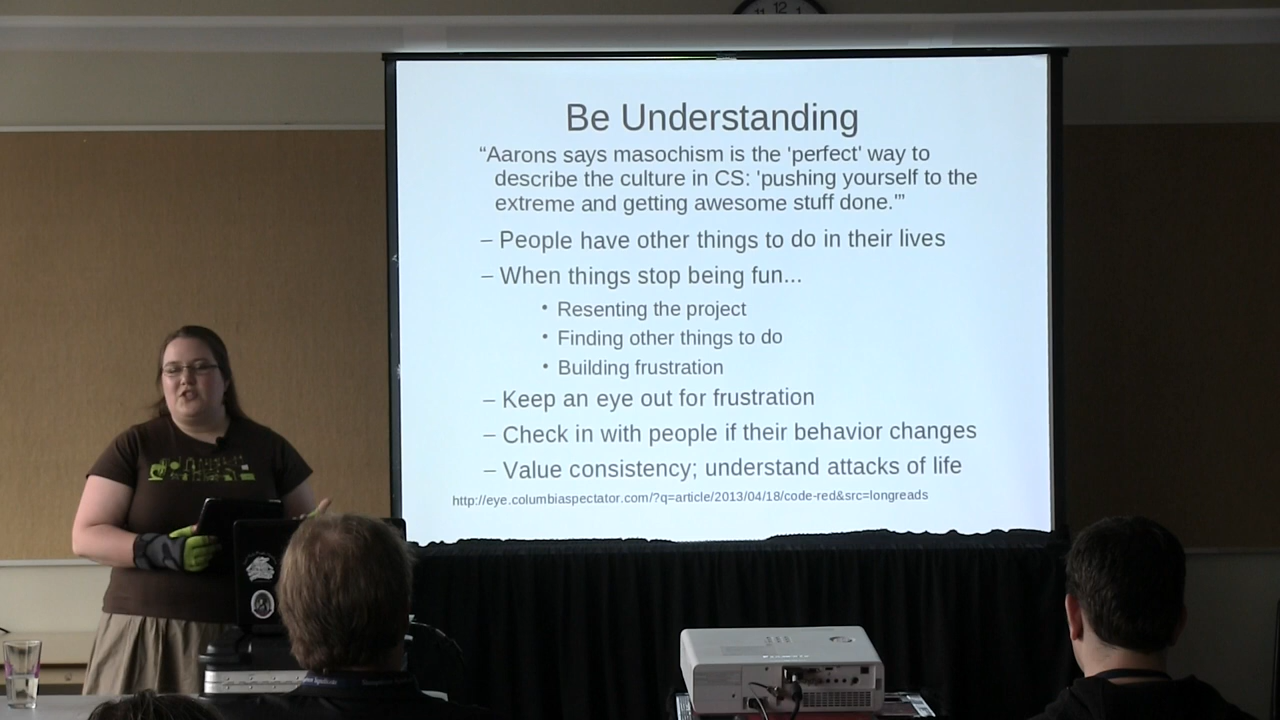 11 12 1
Be Understanding
“Aarons says masochism is the 'perfect' way to
describe the culture in CS: 'pushing yourself to the
extreme and getting awesome stuff done.'”
– People have other things to do in their lives
– When things stop being fun...
• Resenting the project
• Finding other things to do
• Building frustration
– Keep an eye out for frustration
– Check in with people if their behavior changes
– Value consistency; understand attacks of life
http://eye.columbiaspectator.com/?q=article/2013/04/18/code-red&src=longreads